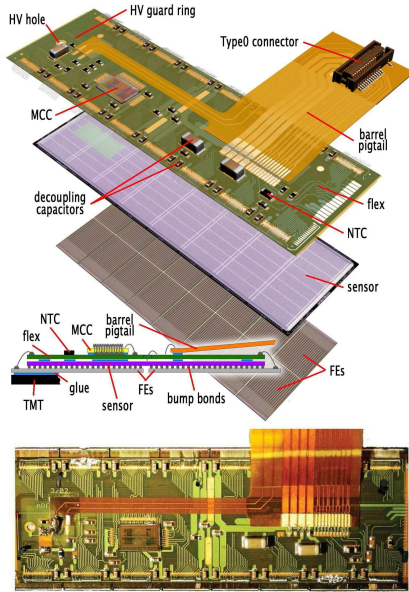 HV guard ring
HV hole
Type0 connector
MCC
barrel
pigtail
decoupling
capacitors
flex
NTC
sensor
NTC
MCC
barrel
pigtail
flex
FEs
glue
TMT
sensor
FEs
bump bonds